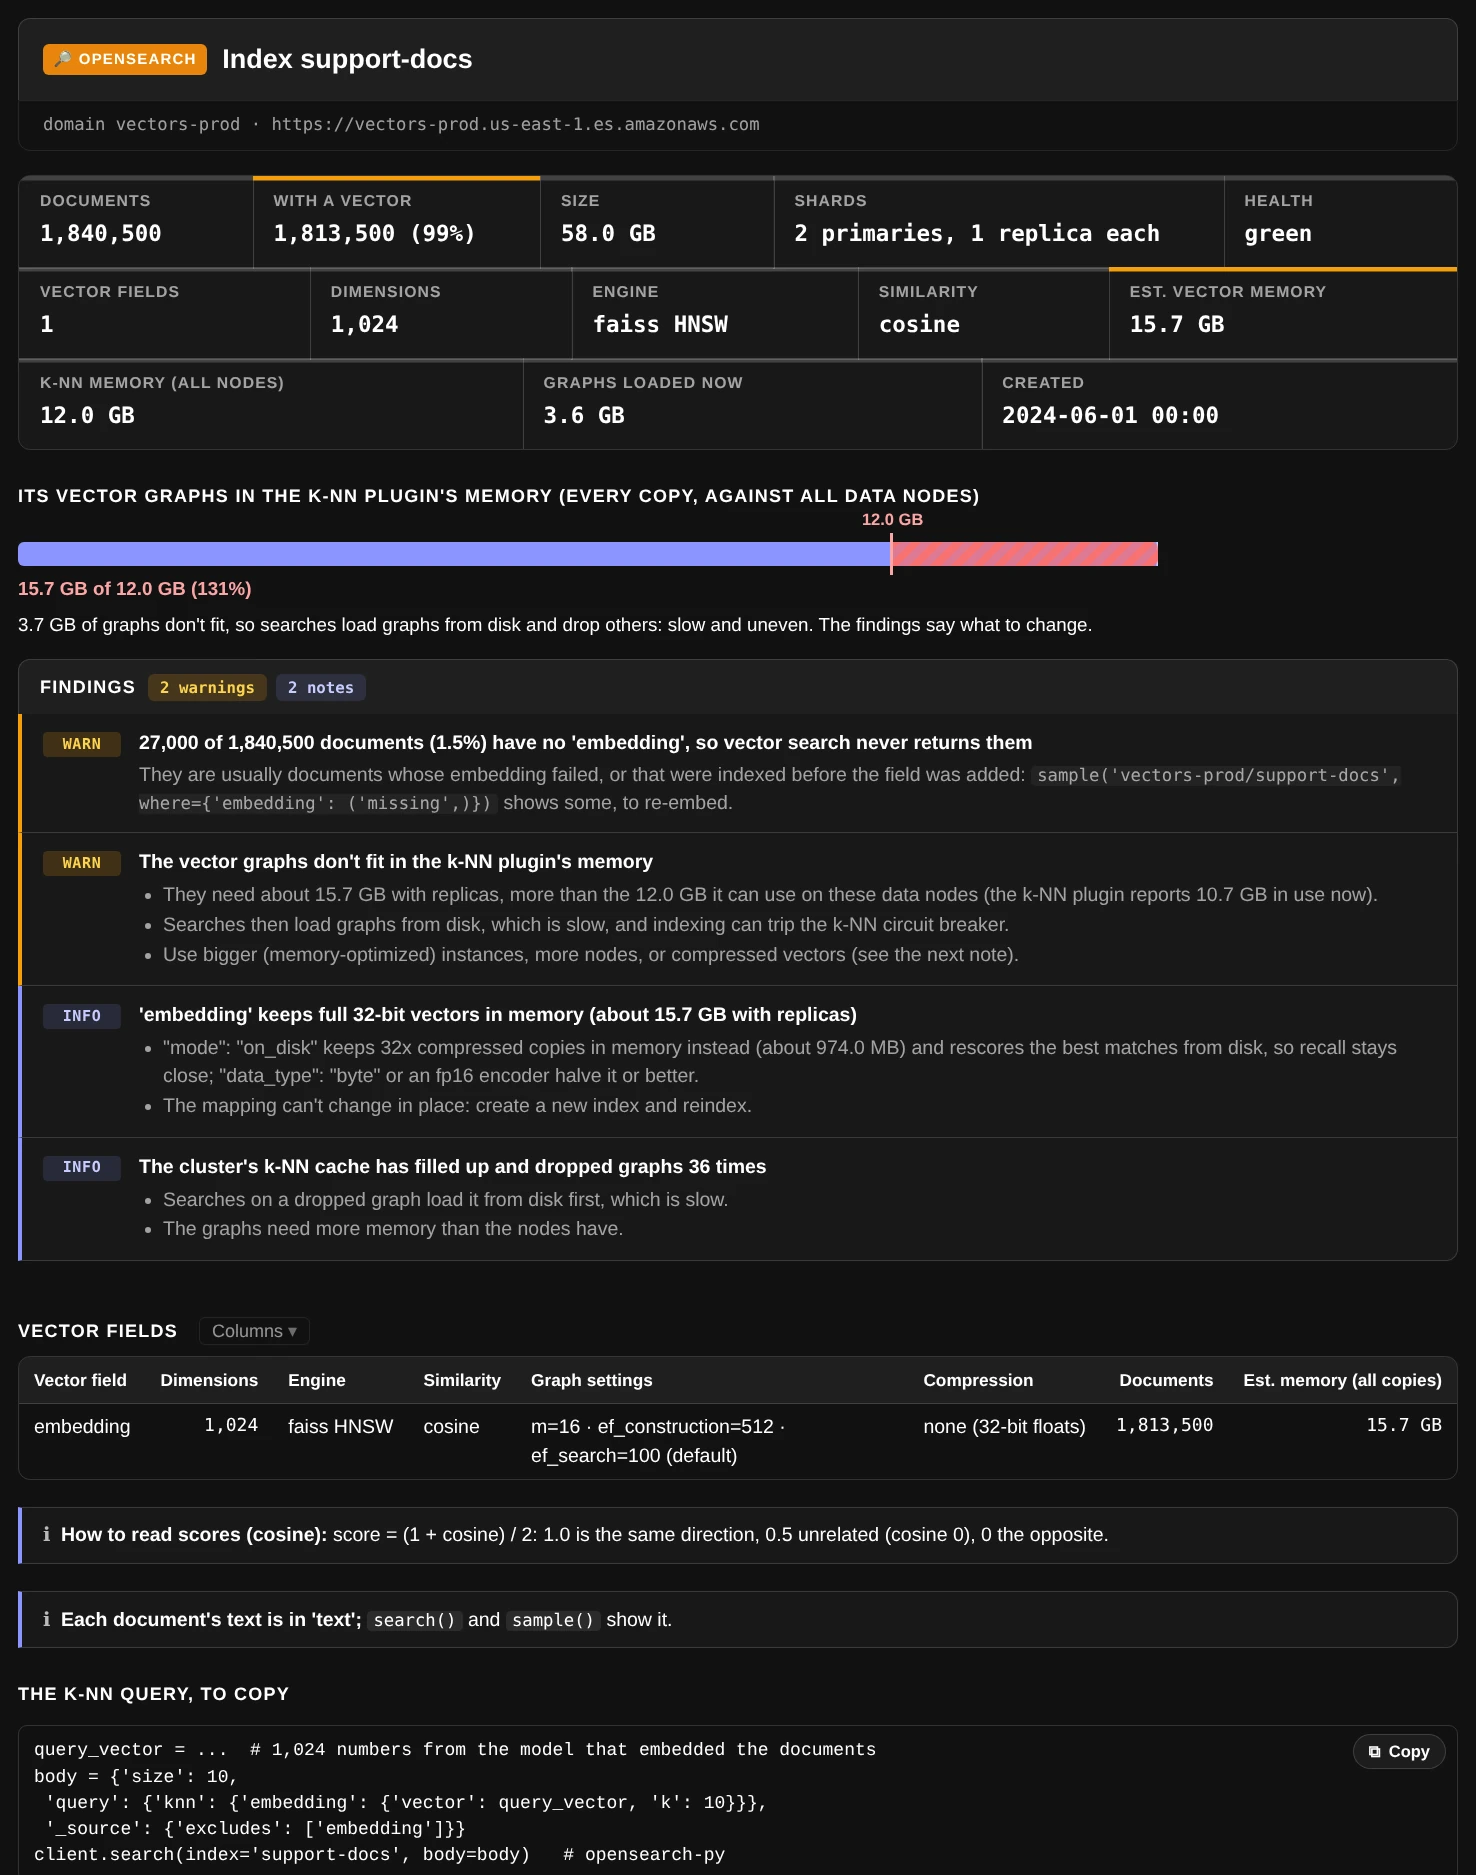 🔎 OPENSEARCH Index support-docs
domain vectors-prod · https://vectors-prod.us-east-1.es.amazonaws.com
DOCUMENTS
1,840,500
WITH A VECTOR
1,813,500 (99%)
SIZE
58.0 GB
SHARDS
2 primaries, 1 replica each
HEALTH
green
VECTOR FIELDS
1
DIMENSIONS
1,024
ENGINE
faiss HNSW
SIMILARITY
cosine
EST. VECTOR MEMORY
15.7 GB
K-NN MEMORY (ALL NODES)
12.0 GB
GRAPHS LOADED NOW
3.6 GB
CREATED
2024-06-01 00:00
ITS VECTOR GRAPHS IN THE K-NN PLUGIN'S MEMORY (EVERY COPY, AGAINST ALL DATA NODES)
12.0 GB
15.7 GB of 12.0 GB (131%)
3.7 GB of graphs don't fit, so searches load graphs from disk and drop others: slow and uneven. The findings say what to change.
FINDINGS 2 warnings 2 notes
WARN 27,000 of 1,840,500 documents (1.5%) have no 'embedding', so vector search never returns them
They are usually documents whose embedding failed, or that were indexed before the field was added: sample('vectors-prod/support-docs',
where={'embedding': ('missing',)}) shows some, to re-embed.
WARN The vector graphs don't fit in the k-NN plugin's memory
• They need about 15.7 GB with replicas, more than the 12.0 GB it can use on these data nodes (the k-NN plugin reports 10.7 GB in use now).
• Searches then load graphs from disk, which is slow, and indexing can trip the k-NN circuit breaker.
• Use bigger (memory-optimized) instances, more nodes, or compressed vectors (see the next note).
INFO 'embedding' keeps full 32-bit vectors in memory (about 15.7 GB with replicas)
• "mode": "on_disk" keeps 32x compressed copies in memory instead (about 974.0 MB) and rescores the best matches from disk, so recall stays
close; "data_type": "byte" or an fp16 encoder halve it or better.
• The mapping can't change in place: create a new index and reindex.
INFO The cluster's k-NN cache has filled up and dropped graphs 36 times
• Searches on a dropped graph load it from disk first, which is slow.
• The graphs need more memory than the nodes have.
VECTOR FIELDS Columns ▾
Vector field Dimensions Engine Similarity Graph settings Compression Documents Est. memory (all copies)
embedding 1,024 faiss HNSW cosine m=16 · ef_construction=512 · none (32-bit floats) 1,813,500 15.7 GB
ef_search=100 (default)
ℹ How to read scores (cosine): score = (1 + cosine) / 2: 1.0 is the same direction, 0.5 unrelated (cosine 0), 0 the opposite.
ℹ Each document's text is in 'text'; search() and sample() show it.
THE K-NN QUERY, TO COPY
⧉ Copy
query_vector = ...  # 1,024 numbers from the model that embedded the documents
body = {'size': 10,
 'query': {'knn': {'embedding': {'vector': query_vector, 'k': 10}}},
 '_source': {'excludes': ['embedding']}}
client.search(index='support-docs', body=body)   # opensearch-py